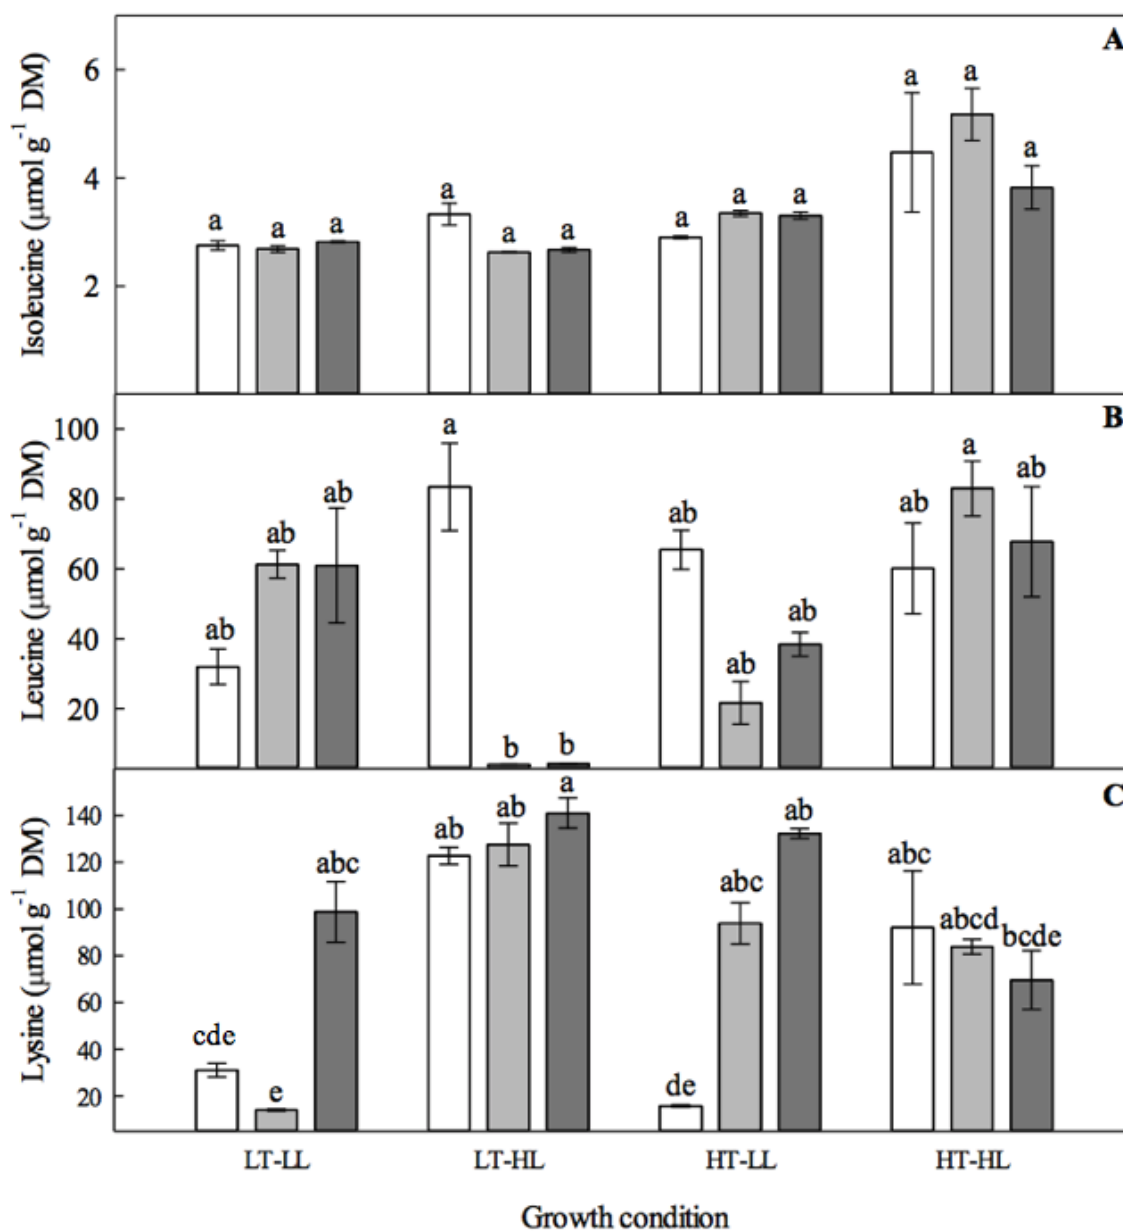 A
Isoleucine (μmol g⁻¹ DM)
6
4
2
a a a a a a a a a a a a
B
Leucine (μmol g⁻¹ DM)
100
80
60
40
20
ab ab ab a b b ab ab ab ab a ab
C
Lysine (μmol g⁻¹ DM)
140
120
100
80
60
40
20
cde e abc ab ab a de abc ab abc abcd bcde
LT-LL LT-HL HT-LL HT-HL
Growth condition